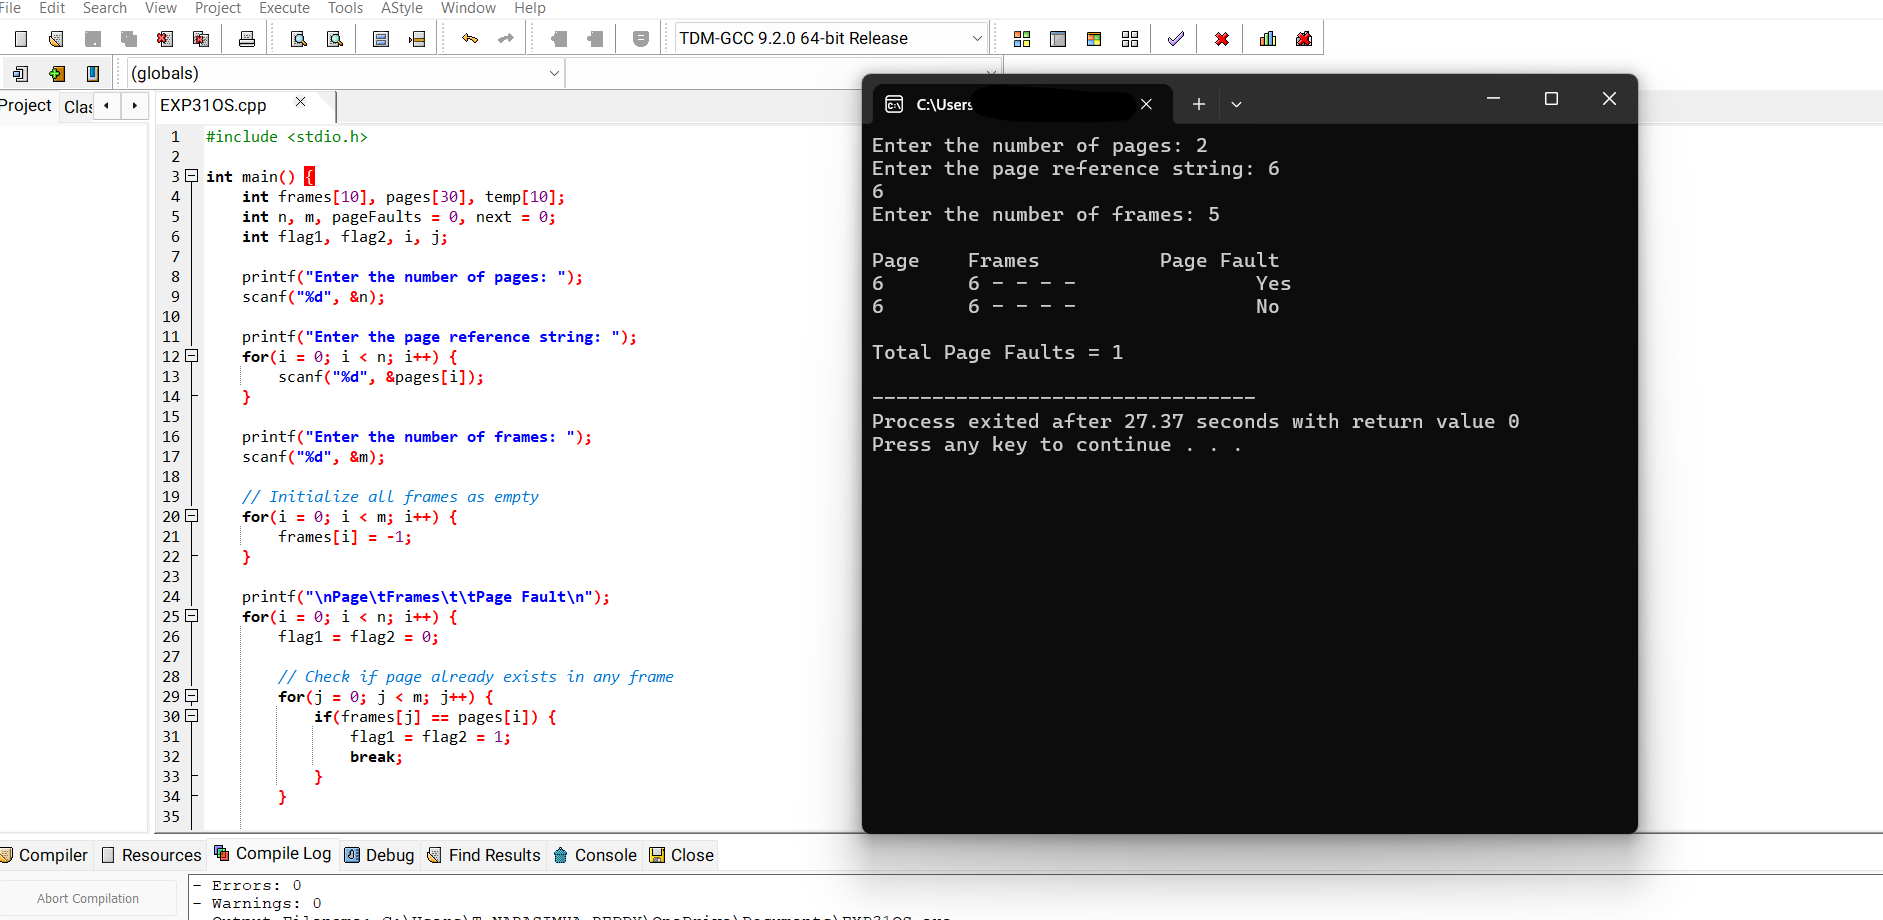 File Edit Search View Project Execute Tools AStyle Window Help
TDM-GCC 9.2.0 64-bit Release
(globals)
Project Clas
EXP31OS.cpp
1 #include <stdio.h>
2
3 int main() {
4 int frames[10], pages[30], temp[10];
5 int n, m, pageFaults = 0, next = 0;
6 int flag1, flag2, i, j;
7
8 printf("Enter the number of pages: ");
9 scanf("%d", &n);
10
11 printf("Enter the page reference string: ");
12 for(i = 0; i < n; i++) {
13 scanf("%d", &pages[i]);
14 }
15
16 printf("Enter the number of frames: ");
17 scanf("%d", &m);
18
19 // Initialize all frames as empty
20 for(i = 0; i < m; i++) {
21 frames[i] = -1;
22 }
23
24 printf("\nPage\tFrames\t\tPage Fault\n");
25 for(i = 0; i < n; i++) {
26 flag1 = flag2 = 0;
27
28 // Check if page already exists in any frame
29 for(j = 0; j < m; j++) {
30 if(frames[j] == pages[i]) {
31 flag1 = flag2 = 1;
32 break;
33 }
34 }
35
C:\Users
Enter the number of pages: 2
Enter the page reference string: 6
6
Enter the number of frames: 5
Page Frames Page Fault
6 6 - - - - Yes
6 6 - - - - No
Total Page Faults = 1
--------------------------------
Process exited after 27.37 seconds with return value 0
Press any key to continue . . .
Compiler Resources Compile Log Debug Find Results Console Close
Abort Compilation
- Errors: 0
- Warnings: 0
- Output Filename: C:\Users\T NARASIMHA REDDY\OneDrive\Documents\EXP31OS.exe